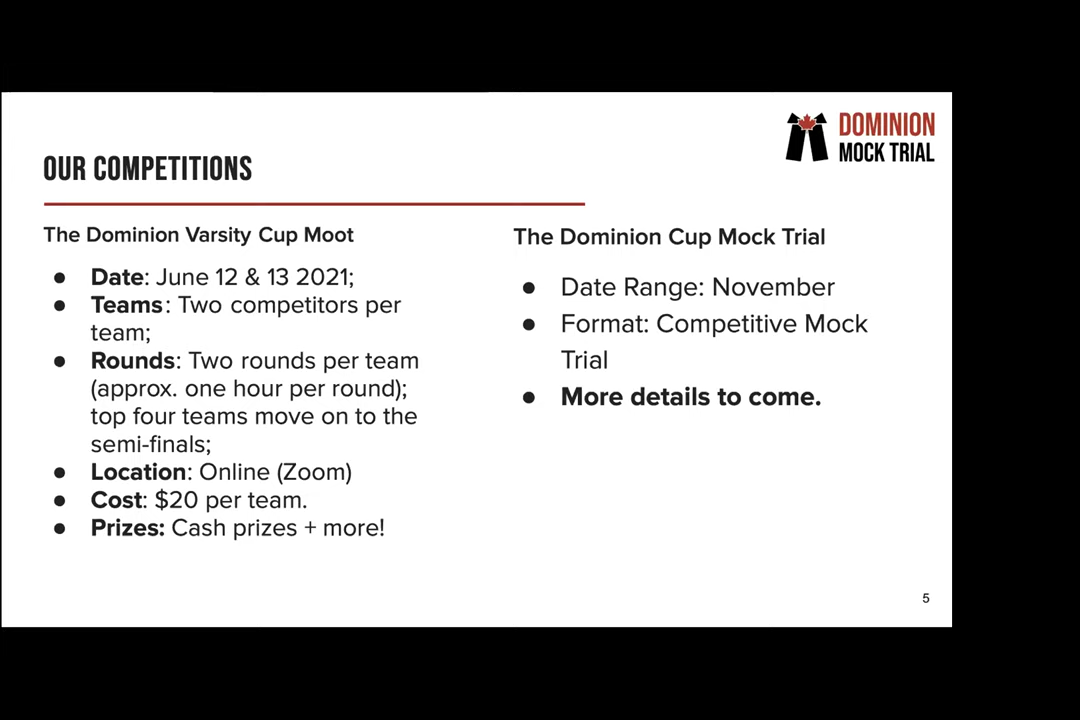 DOMINION
MOCK TRIAL
OUR COMPETITIONS
The Dominion Varsity Cup Moot
● Date: June 12 & 13 2021;
● Teams: Two competitors per
team;
● Rounds: Two rounds per team
(approx. one hour per round);
top four teams move on to the
semi-finals;
● Location: Online (Zoom)
● Cost: $20 per team.
● Prizes: Cash prizes + more!
The Dominion Cup Mock Trial
● Date Range: November
● Format: Competitive Mock
Trial
● More details to come.
5